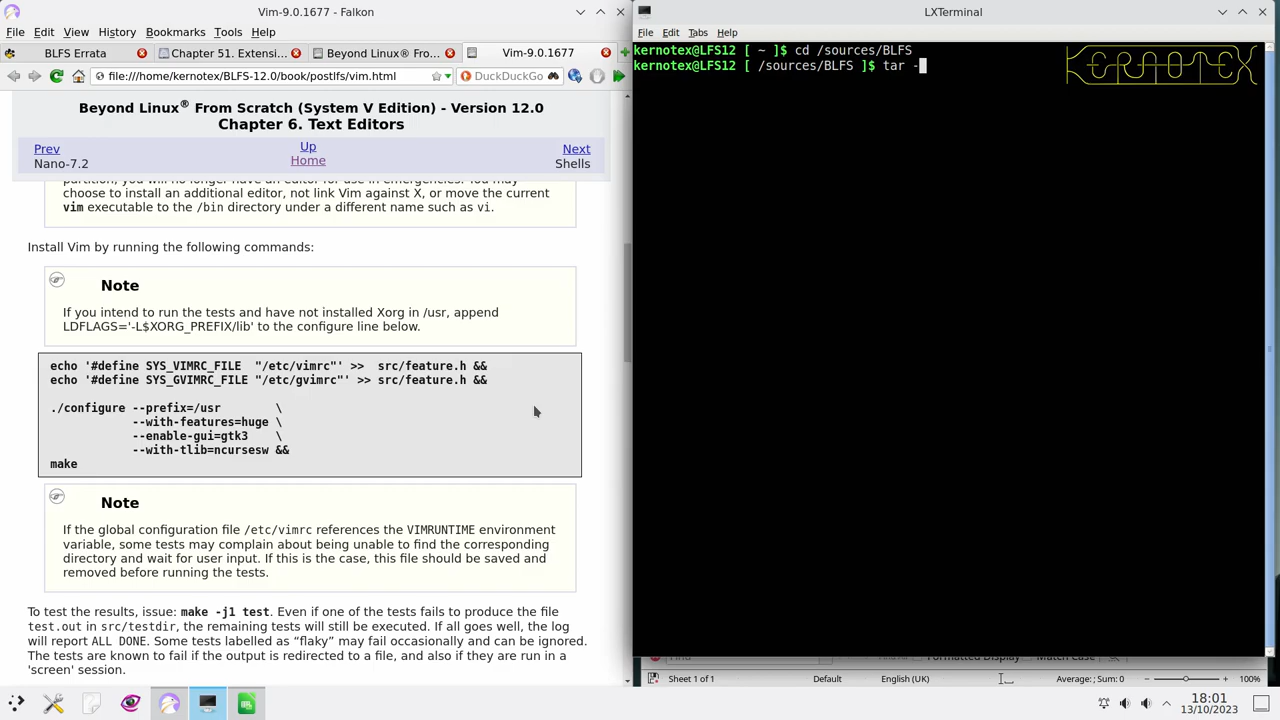 Vim-9.0.1677 - Falkon
File Edit View History Bookmarks Tools Help
BLFS Errata
Chapter 51. Extensi...
Beyond Linux® Fro...
Vim-9.0.1677
file:///home/kernotex/BLFS-12.0/book/postlfs/vim.html
DuckDuckGo
Beyond Linux® From Scratch (System V Edition) - Version 12.0
Chapter 6. Text Editors
Prev Up Next
Nano-7.2 Home Shells
choose to install an additional editor, not link Vim against X, or move the current
vim executable to the /bin directory under a different name such as vi.
Install Vim by running the following commands:
Note
If you intend to run the tests and have not installed Xorg in /usr, append
LDFLAGS='-L$XORG_PREFIX/lib' to the configure line below.
echo '#define SYS_VIMRC_FILE  "/etc/vimrc"' >>  src/feature.h &&
echo '#define SYS_GVIMRC_FILE "/etc/gvimrc"' >> src/feature.h &&
./configure --prefix=/usr        \
--with-features=huge \
--enable-gui=gtk3    \
--with-tlib=ncursesw &&
make
Note
If the global configuration file /etc/vimrc references the VIMRUNTIME environment
variable, some tests may complain about being unable to find the corresponding
directory and wait for user input. If this is the case, this file should be saved and
removed before running the tests.
To test the results, issue: make -j1 test. Even if one of the tests fails to produce the file
test.out in src/testdir, the remaining tests will still be executed. If all goes well, the log
will report ALL DONE. Some tests labelled as “flaky” may fail occasionally and can be ignored.
The tests are known to fail if the output is redirected to a file, and also if they are run in a
'screen' session.
LXTerminal
File Edit Tabs Help
kernotex@LFS12 [ ~ ]$ cd /sources/BLFS
kernotex@LFS12 [ /sources/BLFS ]$ tar -
KERNOTEX
Sheet 1 of 1 Default English (UK) Average: ; Sum: 0 100%
18:01
13/10/2023